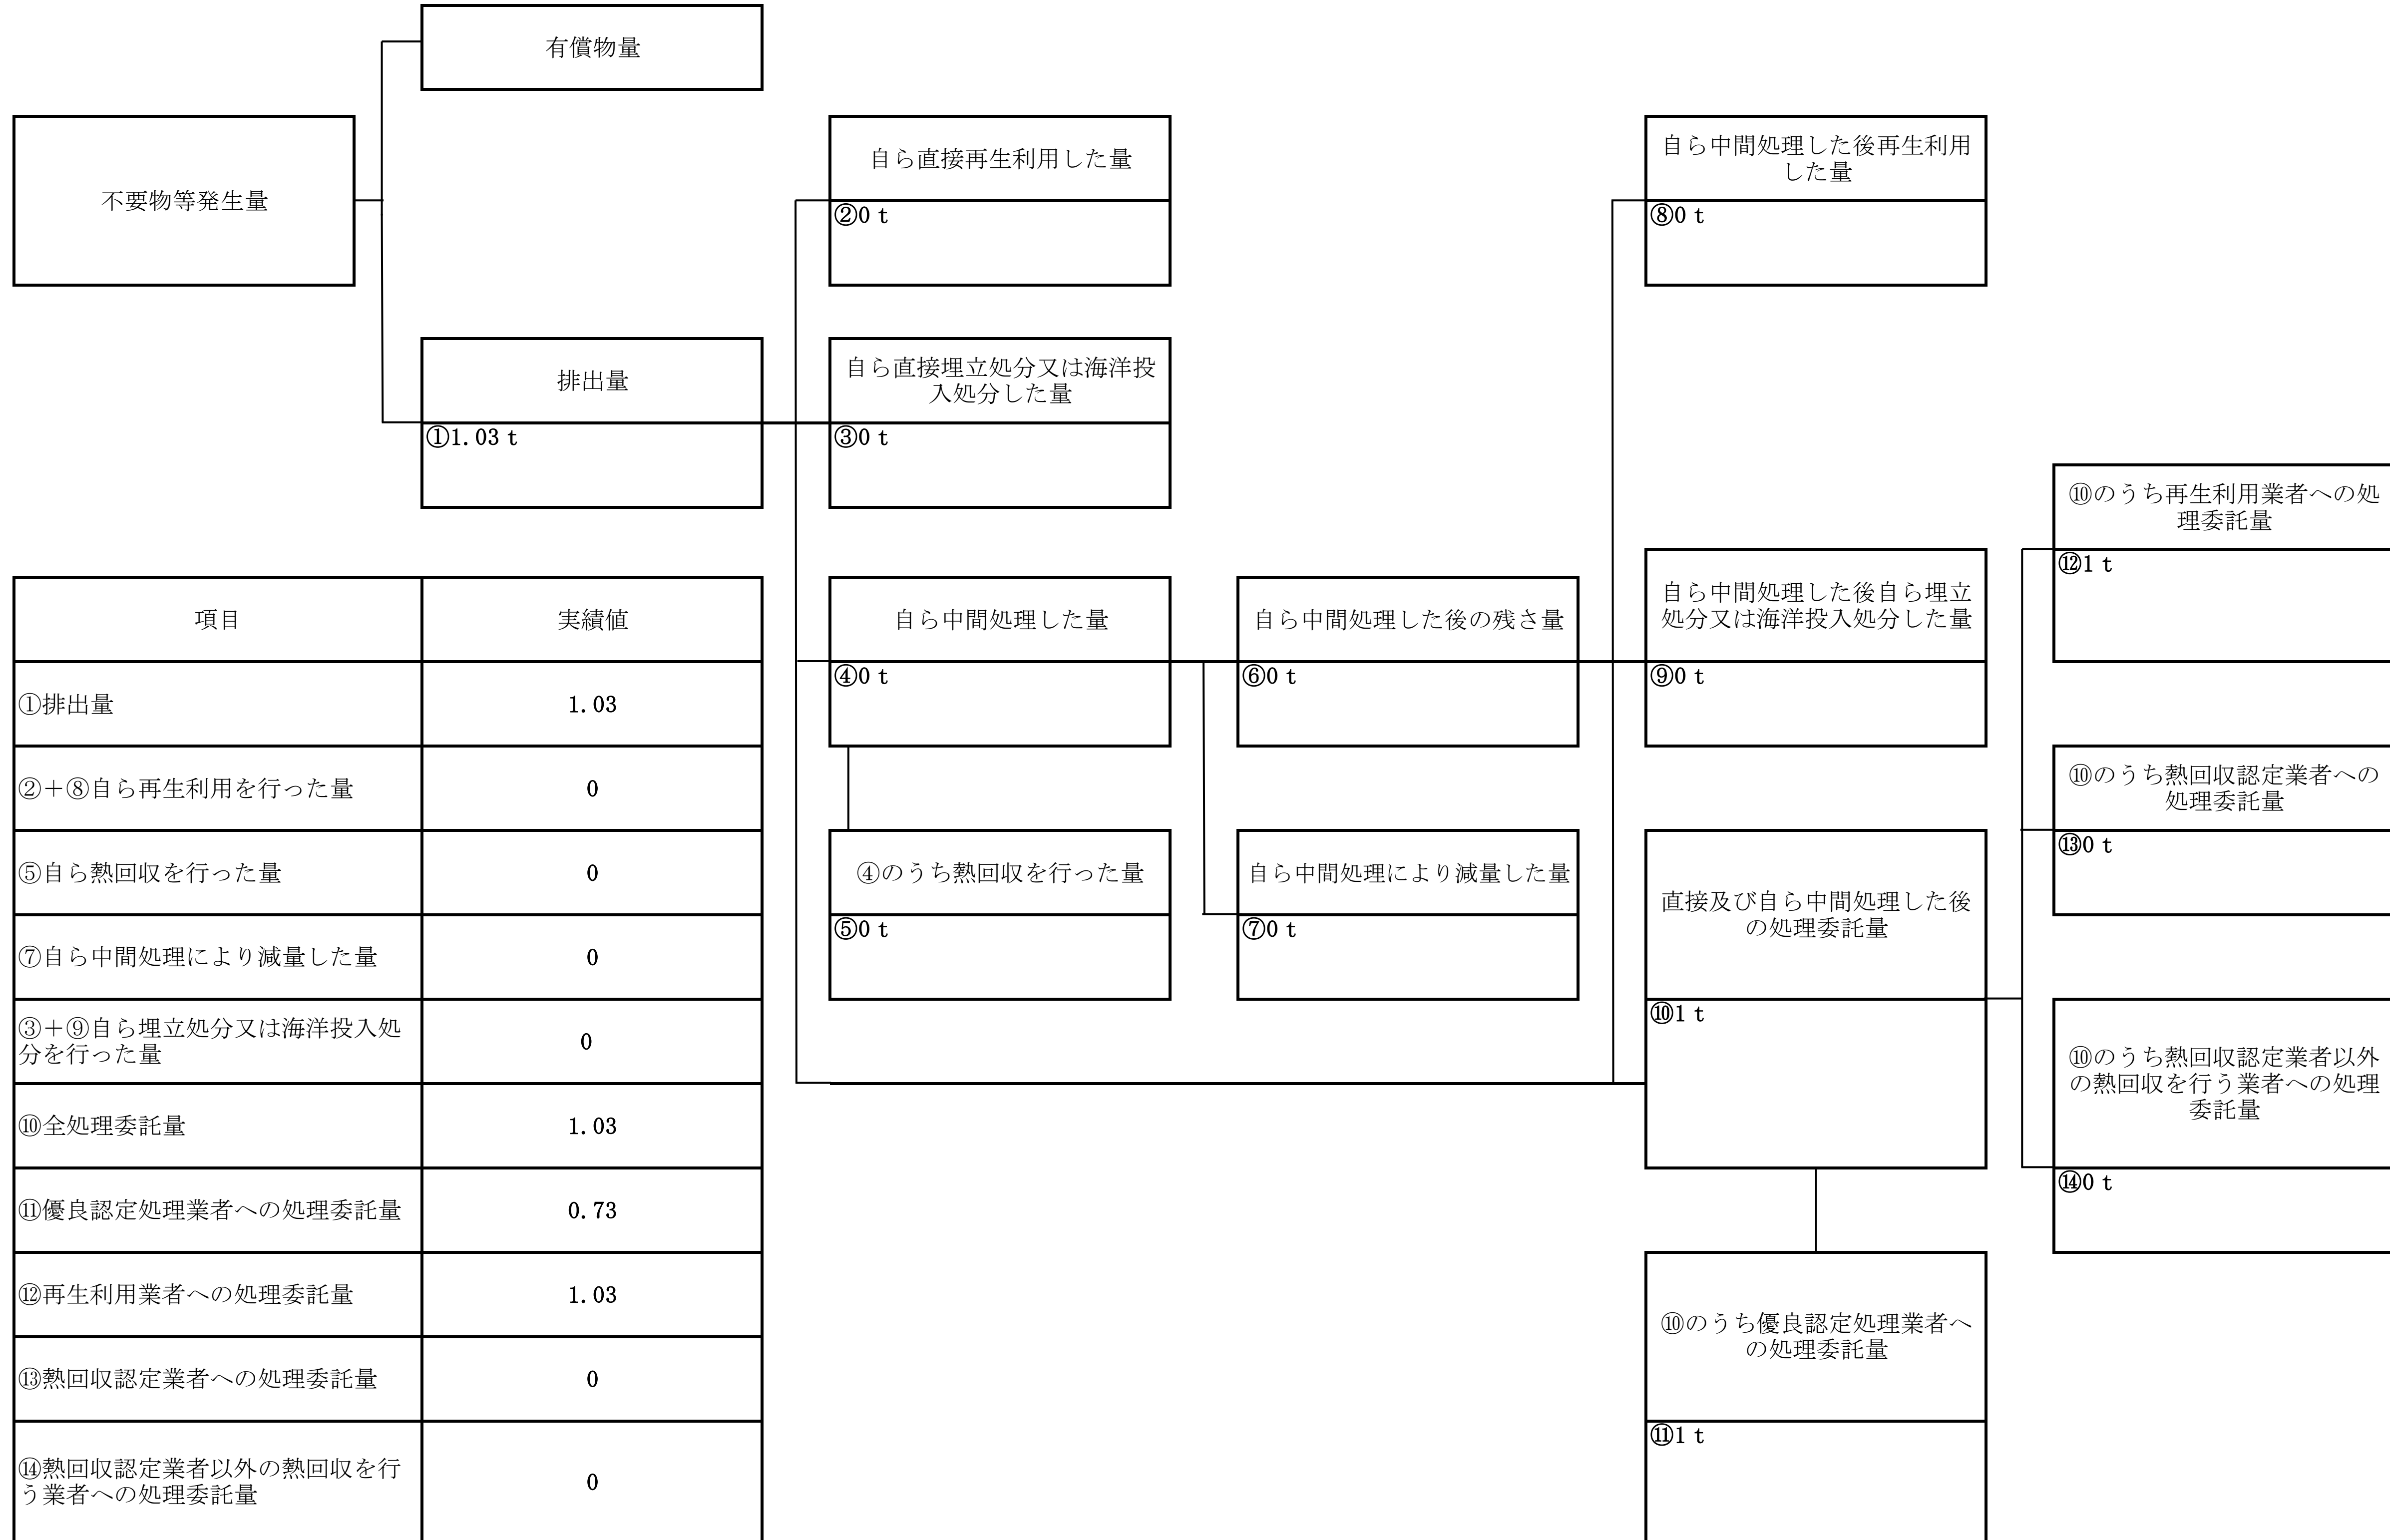 有償物量
不要物等発生量
自ら直接再生利用した量
②0 t
自ら中間処理した後再生利用
した量
⑧0 t
排出量
①1.03 t
自ら直接埋立処分又は海洋投
入処分した量
③0 t
⑩のうち再生利用業者への処
理委託量
⑫1 t
項目
実績値
①排出量
1.03
②＋⑧自ら再生利用を行った量
0
⑤自ら熱回収を行った量
0
⑦自ら中間処理により減量した量
0
③＋⑨自ら埋立処分又は海洋投入処
分を行った量
0
⑩全処理委託量
1.03
⑪優良認定処理業者への処理委託量
0.73
⑫再生利用業者への処理委託量
1.03
⑬熱回収認定業者への処理委託量
0
⑭熱回収認定業者以外の熱回収を行
う業者への処理委託量
0
自ら中間処理した量
④0 t
自ら中間処理した後の残さ量
⑥0 t
自ら中間処理した後自ら埋立
処分又は海洋投入処分した量
⑨0 t
④のうち熱回収を行った量
⑤0 t
自ら中間処理により減量した量
⑦0 t
直接及び自ら中間処理した後
の処理委託量
⑩1 t
⑩のうち熱回収認定業者への
処理委託量
⑬0 t
⑩のうち熱回収認定業者以外
の熱回収を行う業者への処理
委託量
⑭0 t
⑩のうち優良認定処理業者へ
の処理委託量
⑪1 t